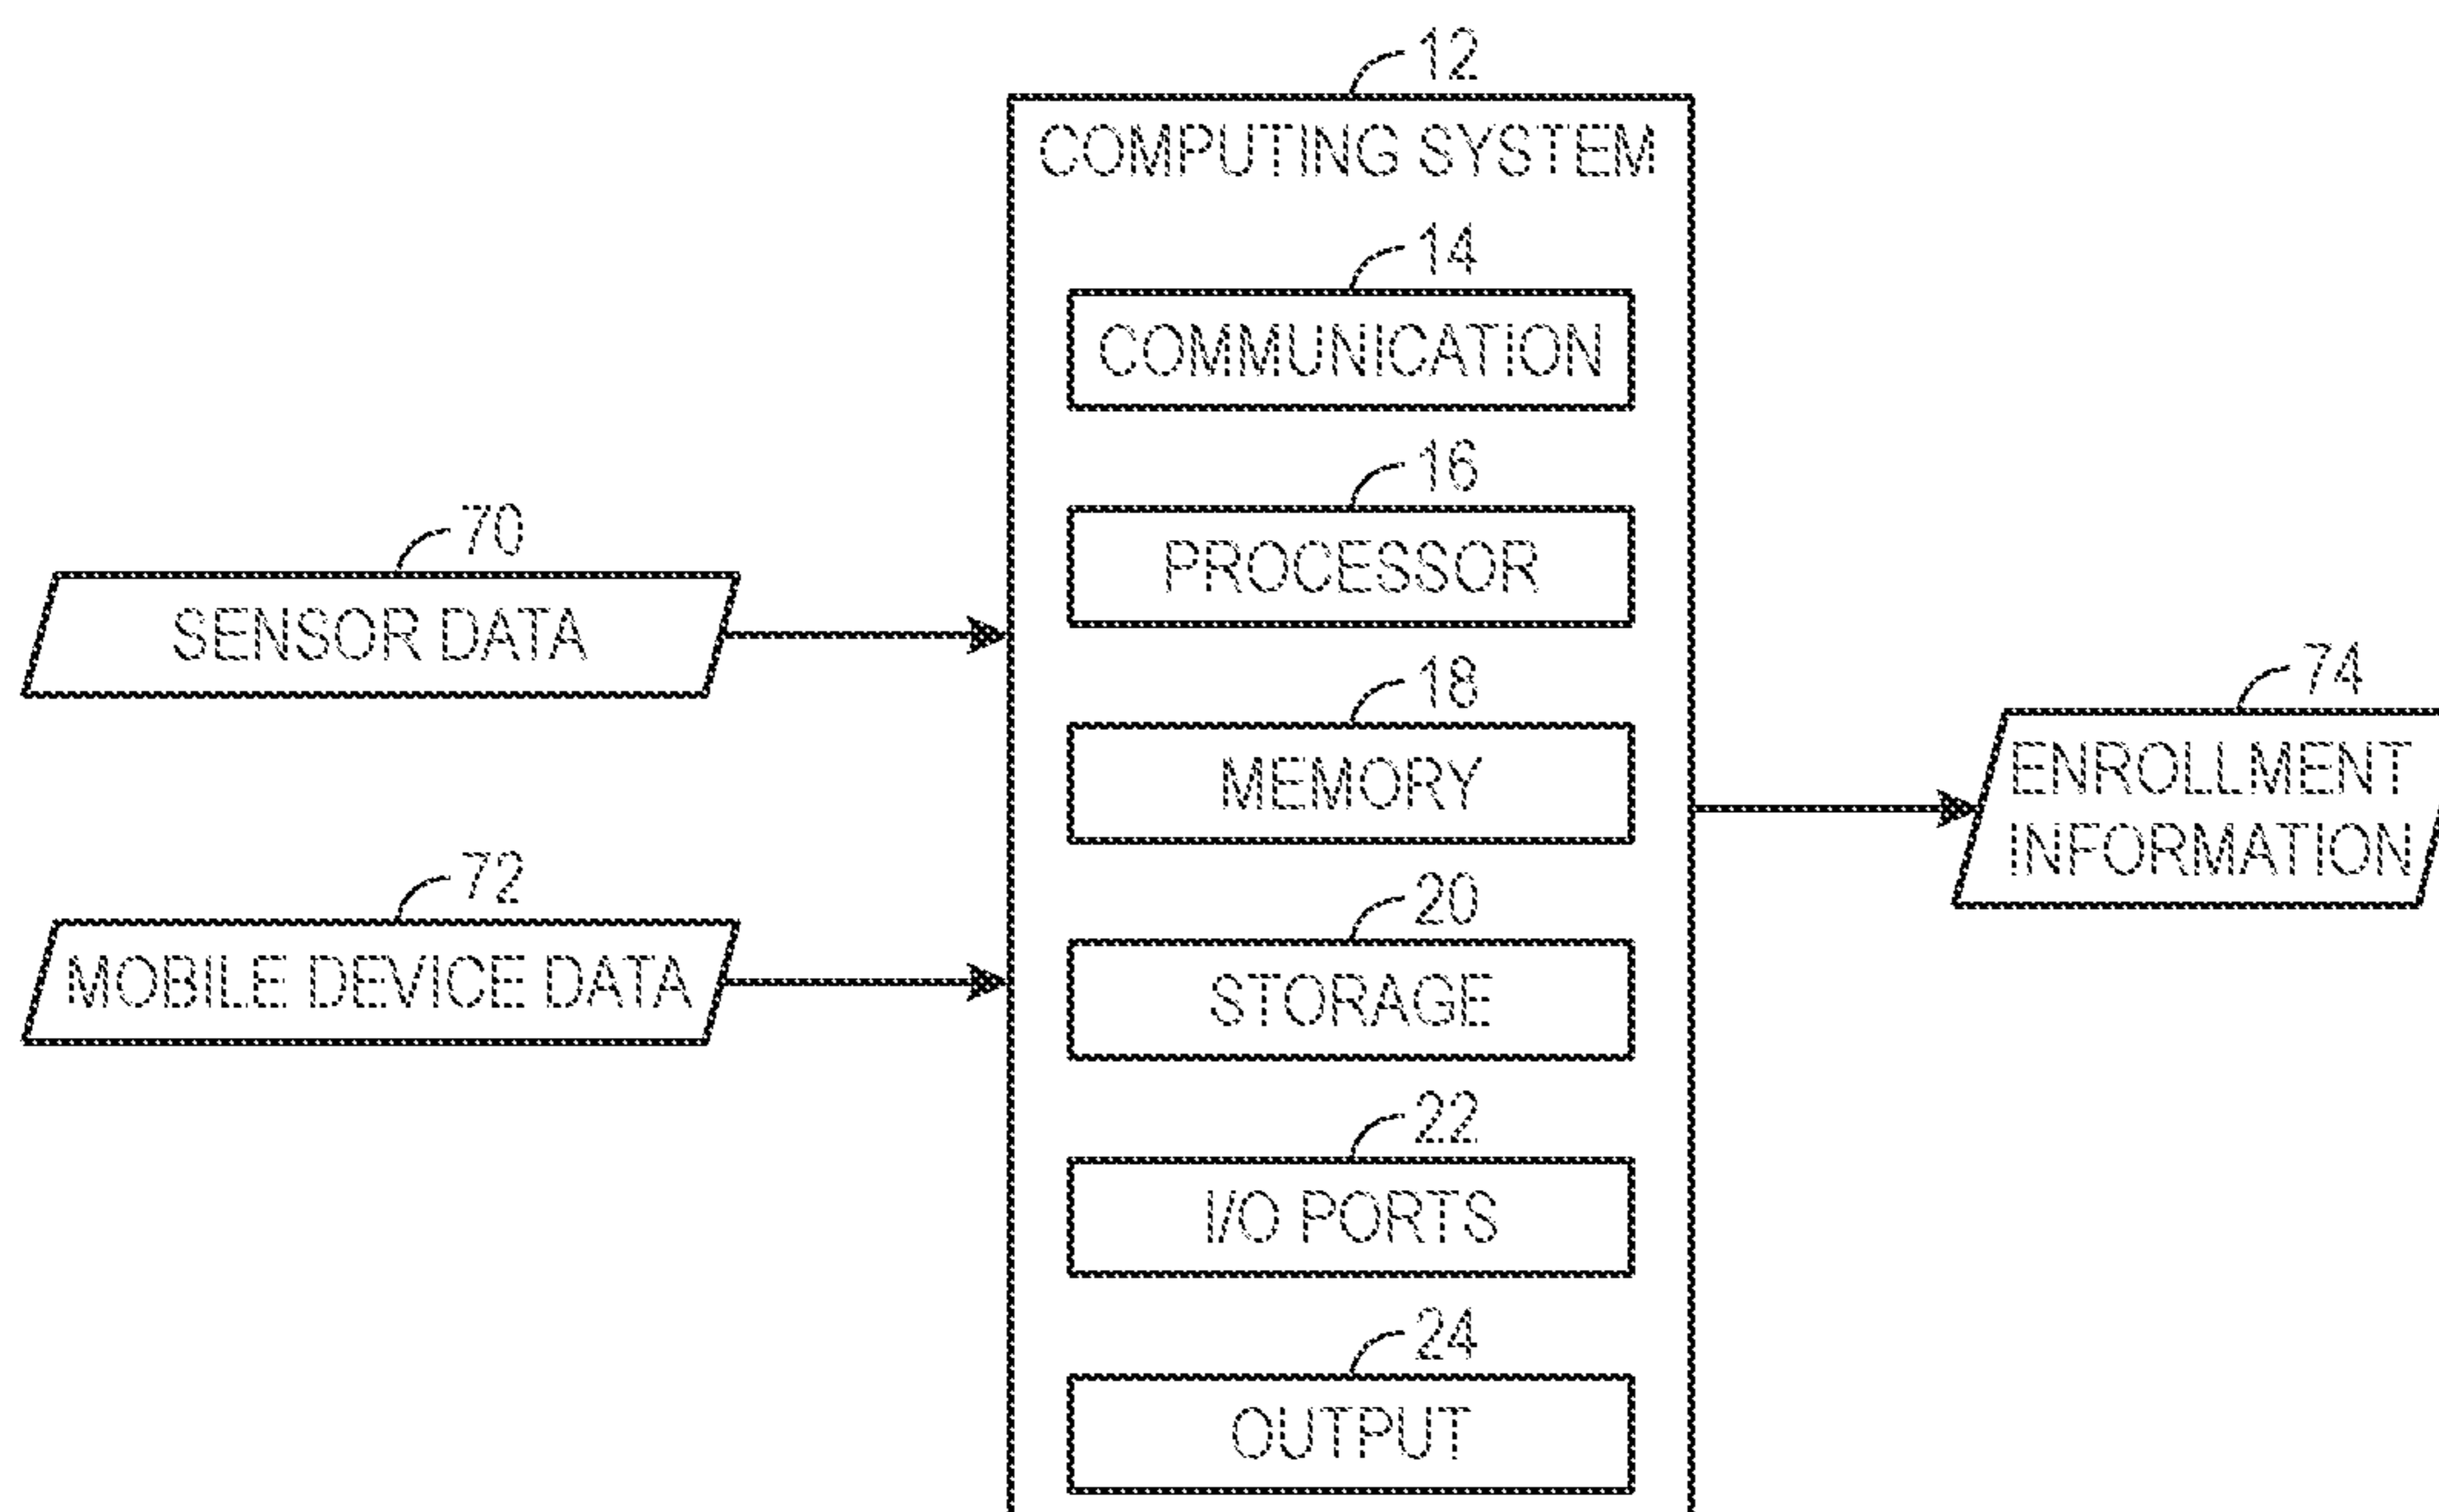 12
COMPUTING SYSTEM
14
COMMUNICATION
16
PROCESSOR
70
SENSOR DATA
18
MEMORY
74
ENROLLMENT
INFORMATION
72
MOBILE DEVICE DATA
20
STORAGE
22
I/O PORTS
24
OUTPUT